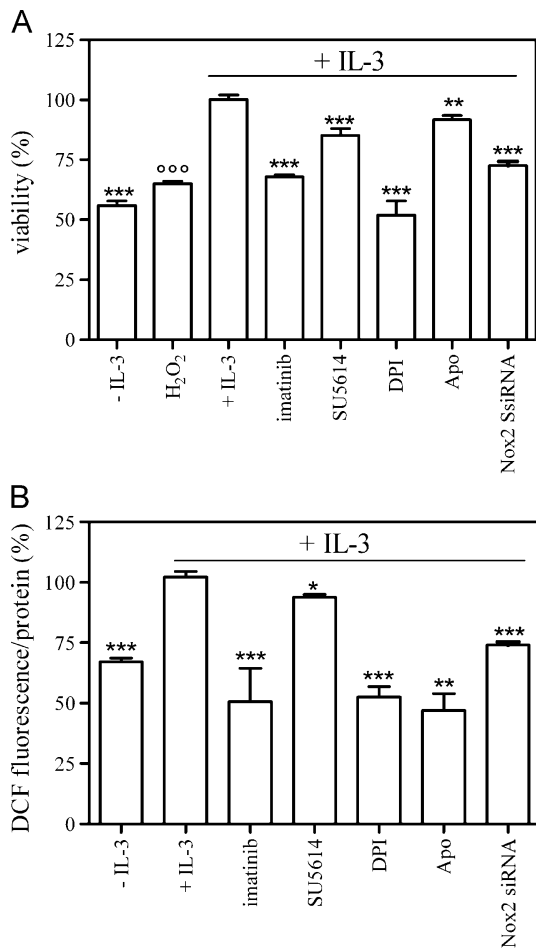 A
+ IL-3
viability (%)
125
100
75
50
25
0
***
°°°
***
***
***
**
***
- IL-3
H₂O₂
+ IL-3
imatinib
SU5614
DPI
Apo
Nox2 SsiRNA
B
+ IL-3
DCF fluorescence/protein (%)
125
100
75
50
25
0
***
***
*
***
**
***
- IL-3
+ IL-3
imatinib
SU5614
DPI
Apo
Nox2 siRNA